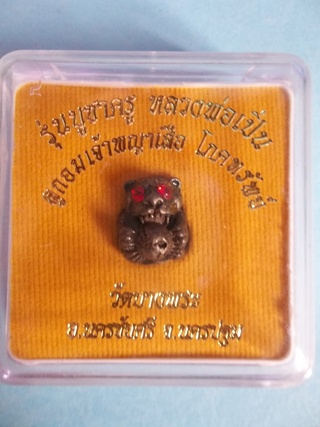 รุ่นบูชาครู หลวงพ่อเปิ่น
ลูกอมเจ้าพญาเสือ โภคทรัพย์
วัดบางพระ
อ.นครชัยศรี จ.นครปฐม